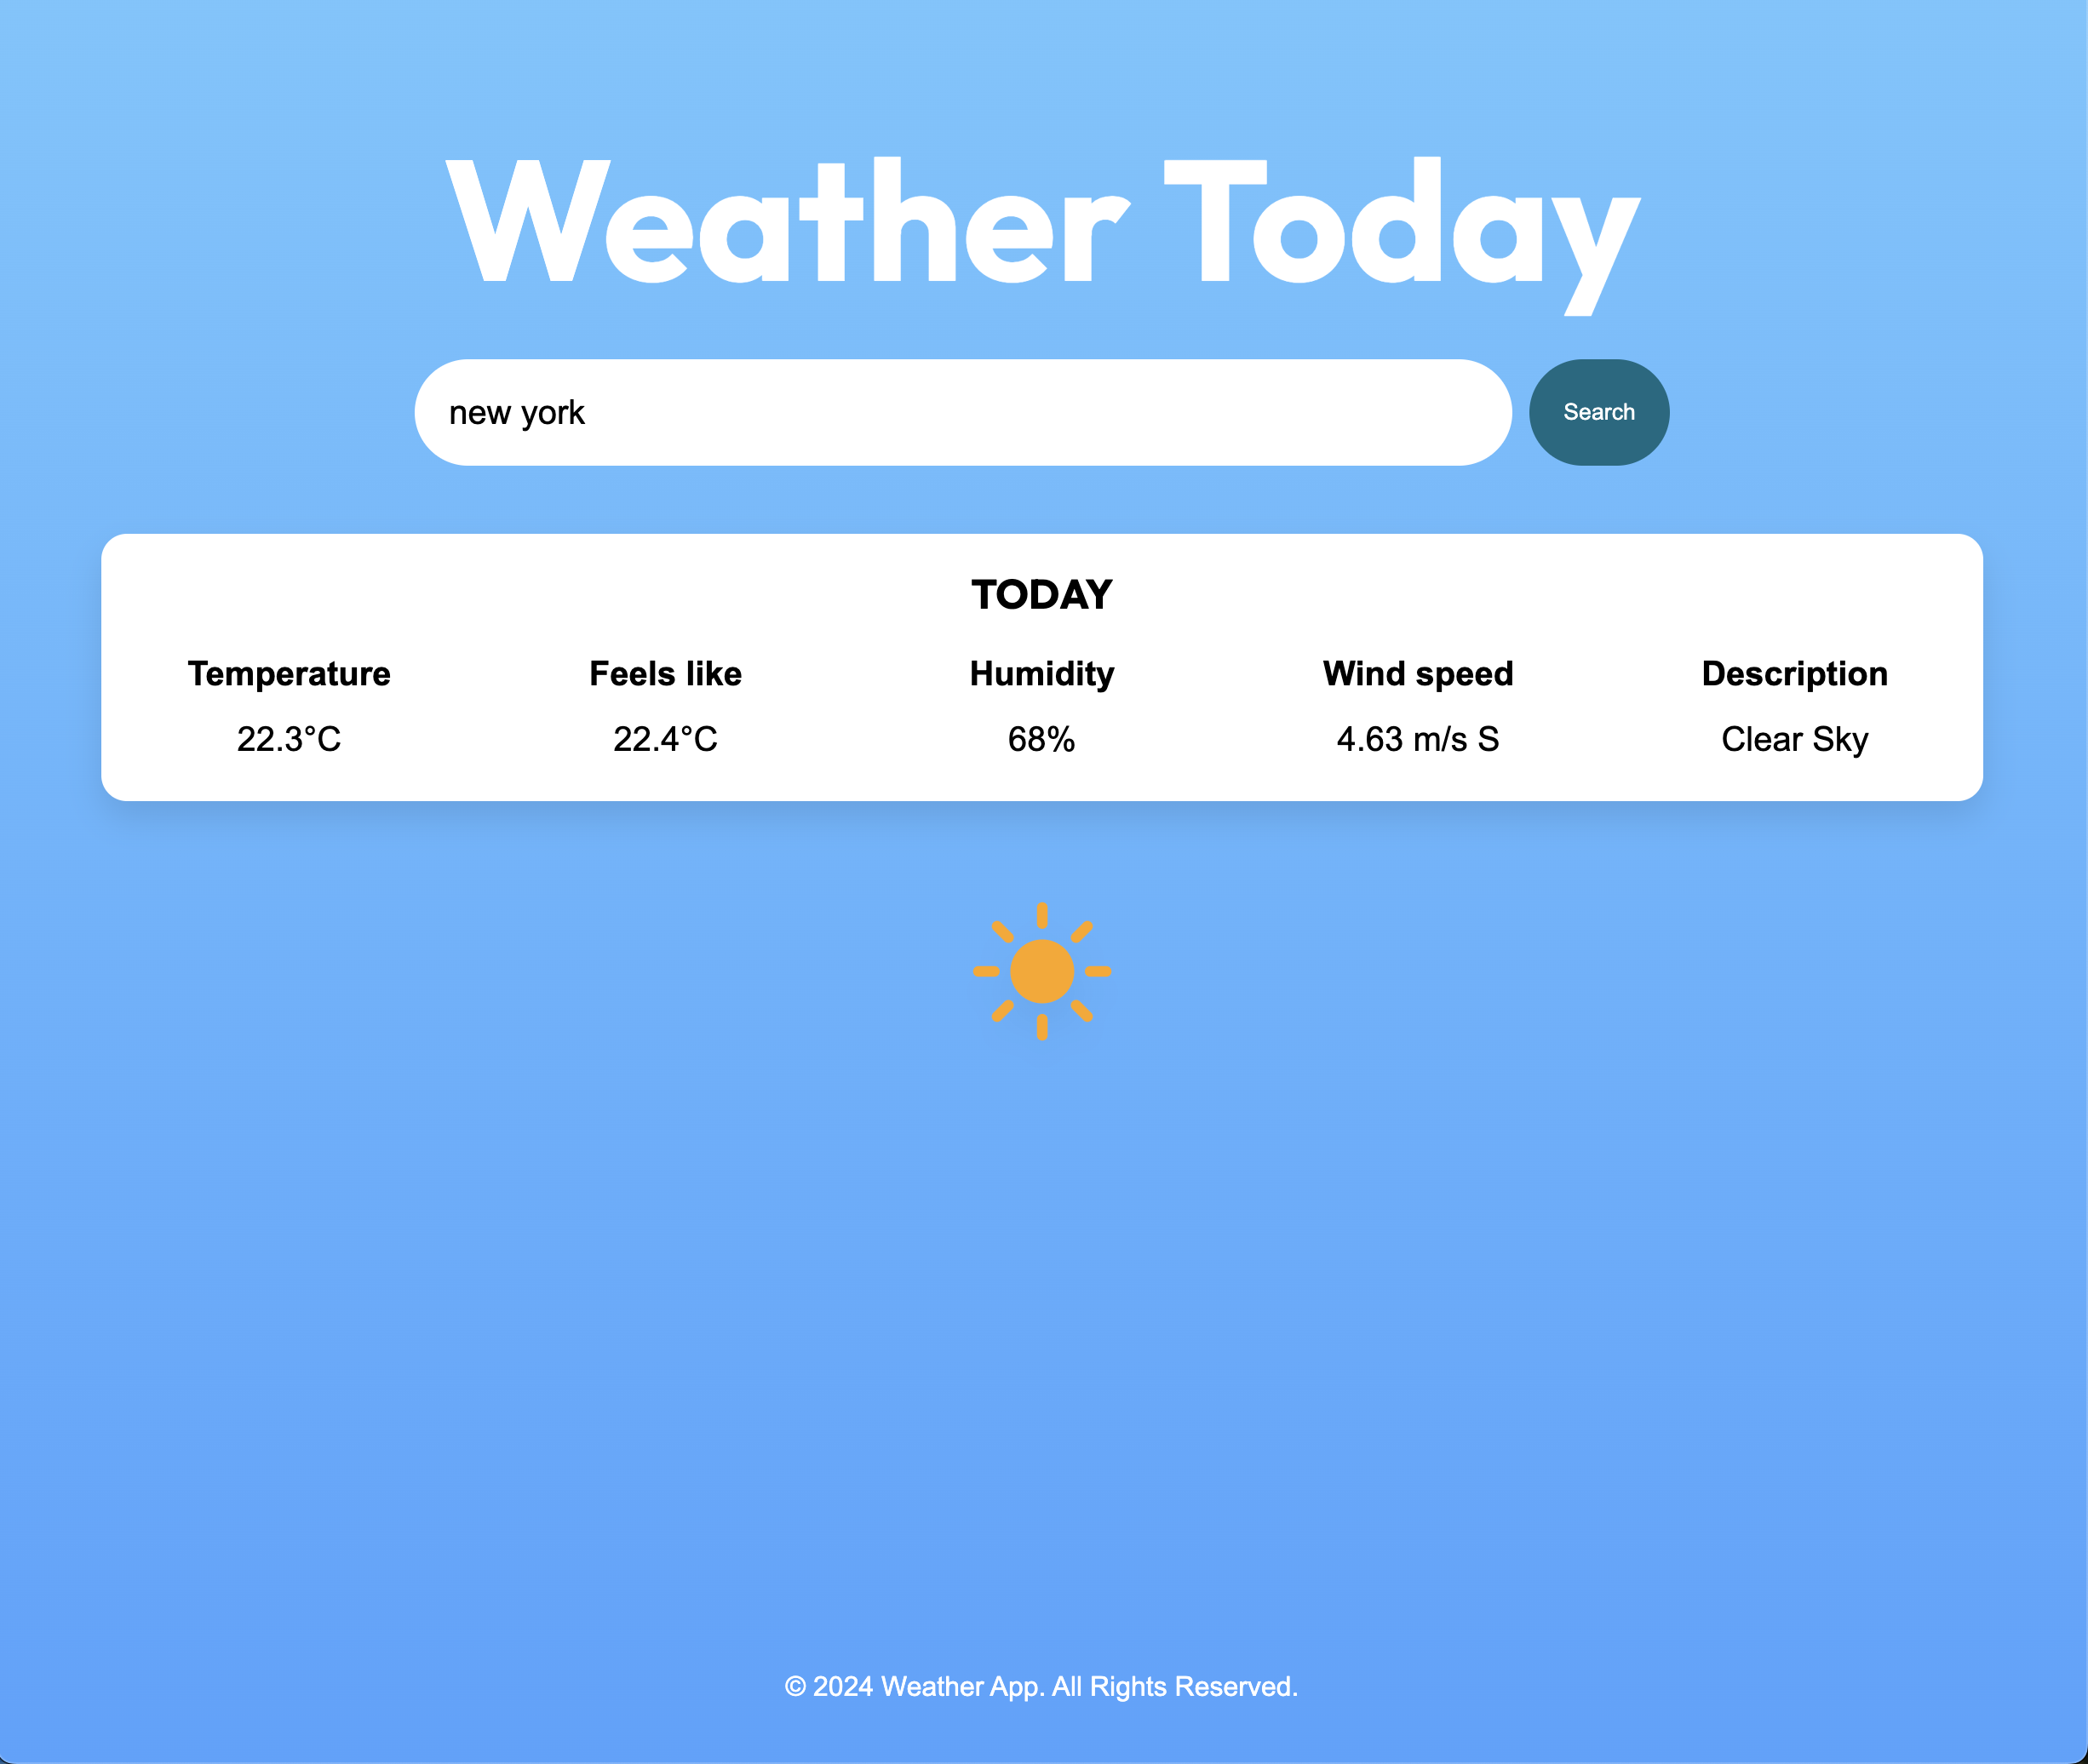 Weather Today
new york
Search
TODAY
Temperature Feels like Humidity Wind speed Description
22.3°C 22.4°C 68% 4.63 m/s S Clear Sky
© 2024 Weather App. All Rights Reserved.